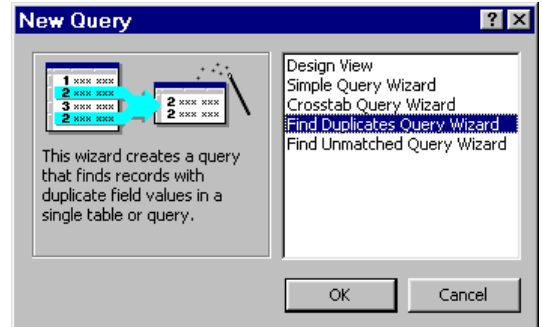 New Query
1 xxx xxx
2 xxx xxx
3 xxx xxx
2 xxx xxx
2 xxx xxx
2 xxx xxx
This wizard creates a query
that finds records with
duplicate field values in a
single table or query.
Design View
Simple Query Wizard
Crosstab Query Wizard
Find Duplicates Query Wizard
Find Unmatched Query Wizard
OK
Cancel